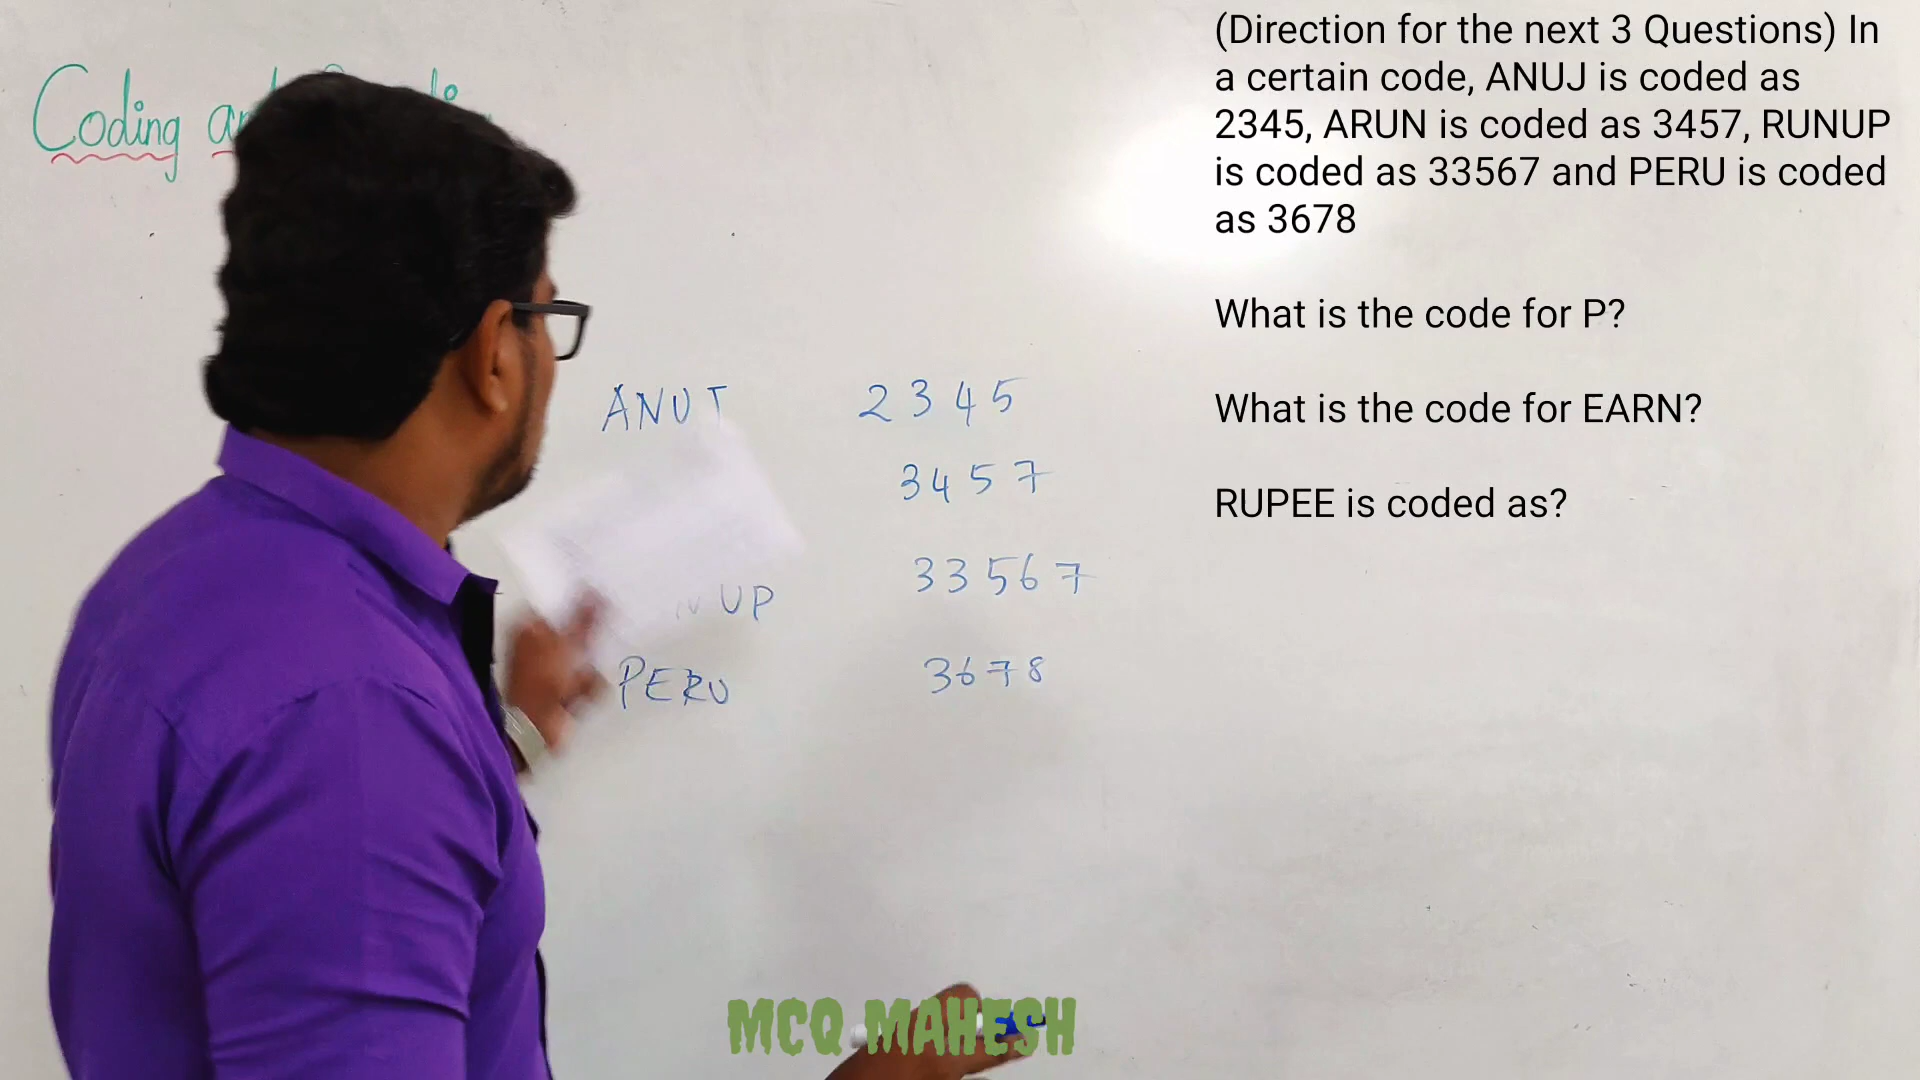 (Direction for the next 3 Questions) In
a certain code, ANUJ is coded as
2345, ARUN is coded as 3457, RUNUP
is coded as 33567 and PERU is coded
as 3678
What is the code for P?
What is the code for EARN?
RUPEE is coded as?
Coding
ANUJ 2345
3457
UP 33567
PERU 3678
MCQ MAHESH